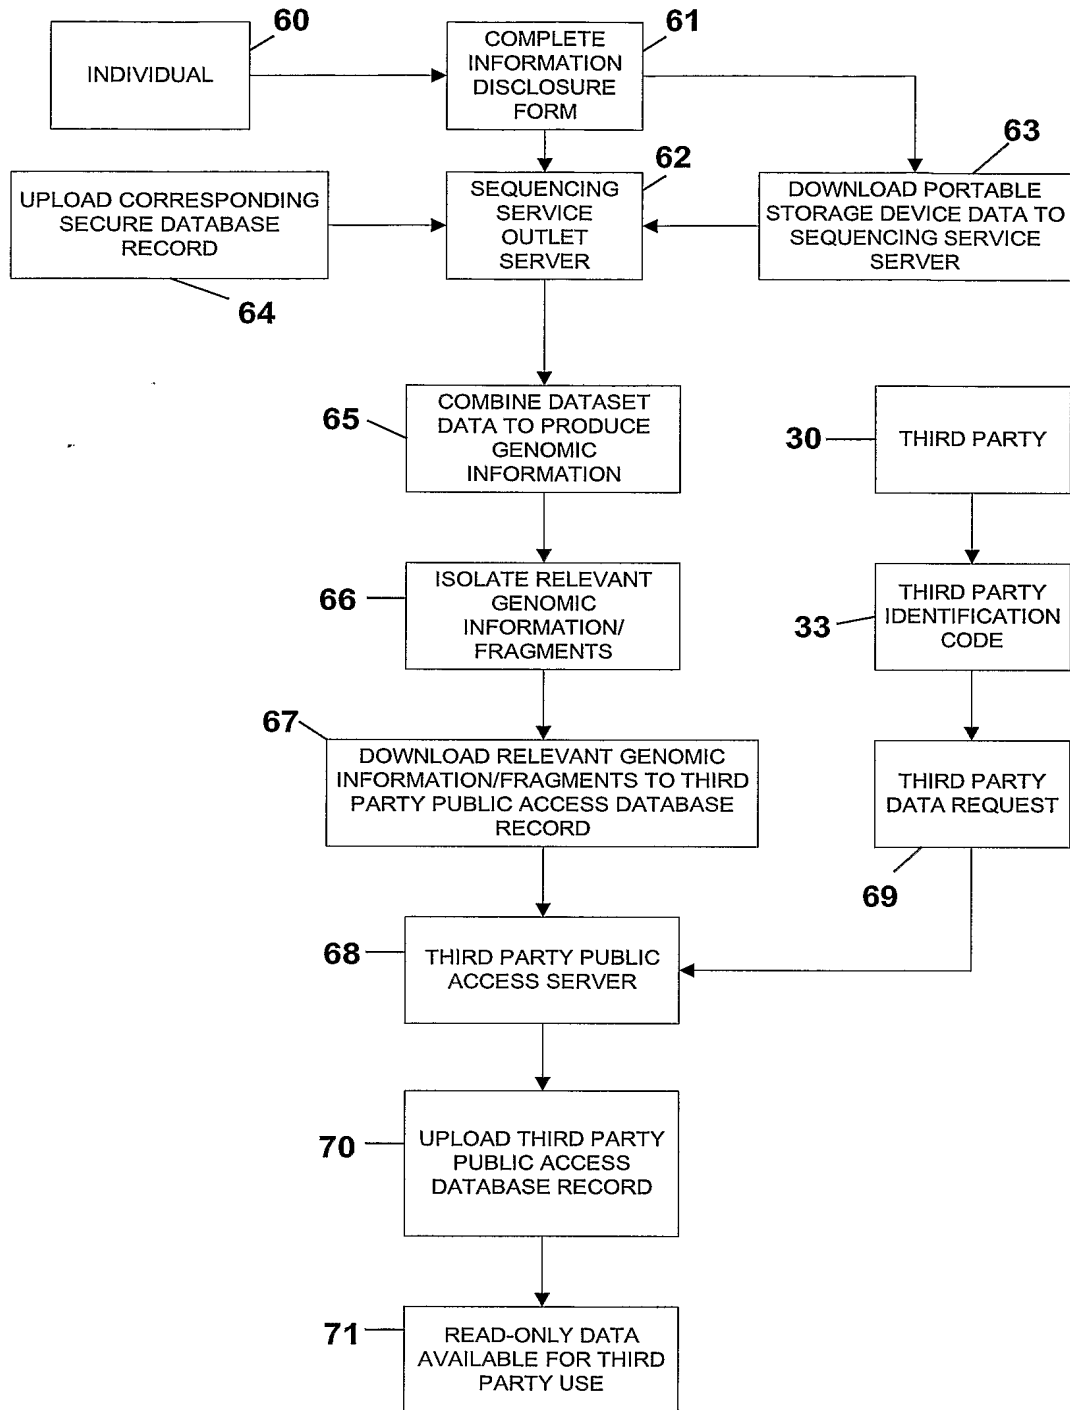 60
INDIVIDUAL
61
COMPLETE
INFORMATION
DISCLOSURE
FORM
62
SEQUENCING
SERVICE
OUTLET
SERVER
63
DOWNLOAD PORTABLE
STORAGE DEVICE DATA TO
SEQUENCING SERVICE
SERVER
UPLOAD CORRESPONDING
SECURE DATABASE
RECORD
64
65
COMBINE DATASET
DATA TO PRODUCE
GENOMIC
INFORMATION
30
THIRD PARTY
66
ISOLATE RELEVANT
GENOMIC
INFORMATION/
FRAGMENTS
33
THIRD PARTY
IDENTIFICATION
CODE
67
DOWNLOAD RELEVANT GENOMIC
INFORMATION/FRAGMENTS TO THIRD
PARTY PUBLIC ACCESS DATABASE
RECORD
THIRD PARTY
DATA REQUEST
69
68
THIRD PARTY PUBLIC
ACCESS SERVER
70
UPLOAD THIRD PARTY
PUBLIC ACCESS
DATABASE RECORD
71
READ-ONLY DATA
AVAILABLE FOR THIRD
PARTY USE